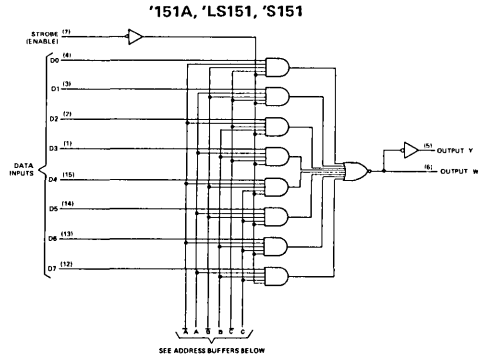 '151A, 'LS151, 'S151
STROBE (7)
(ENABLE)
D0 (4)
D1 (3)
D2 (2)
D3 (1)
DATA
INPUTS
D4 (15)
D5 (14)
D6 (13)
D7 (12)
(5) OUTPUT Y
(6) OUTPUT W
A A B B C C
SEE ADDRESS BUFFERS BELOW